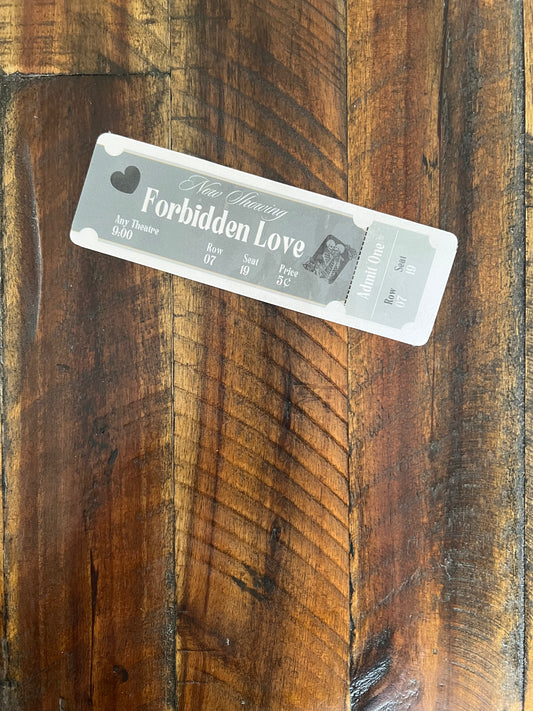 Now Showing
Forbidden Love
Any Theatre
9:00
Row
07
Seat
19
Price
5¢
Admit One
Row
07
Seat
19